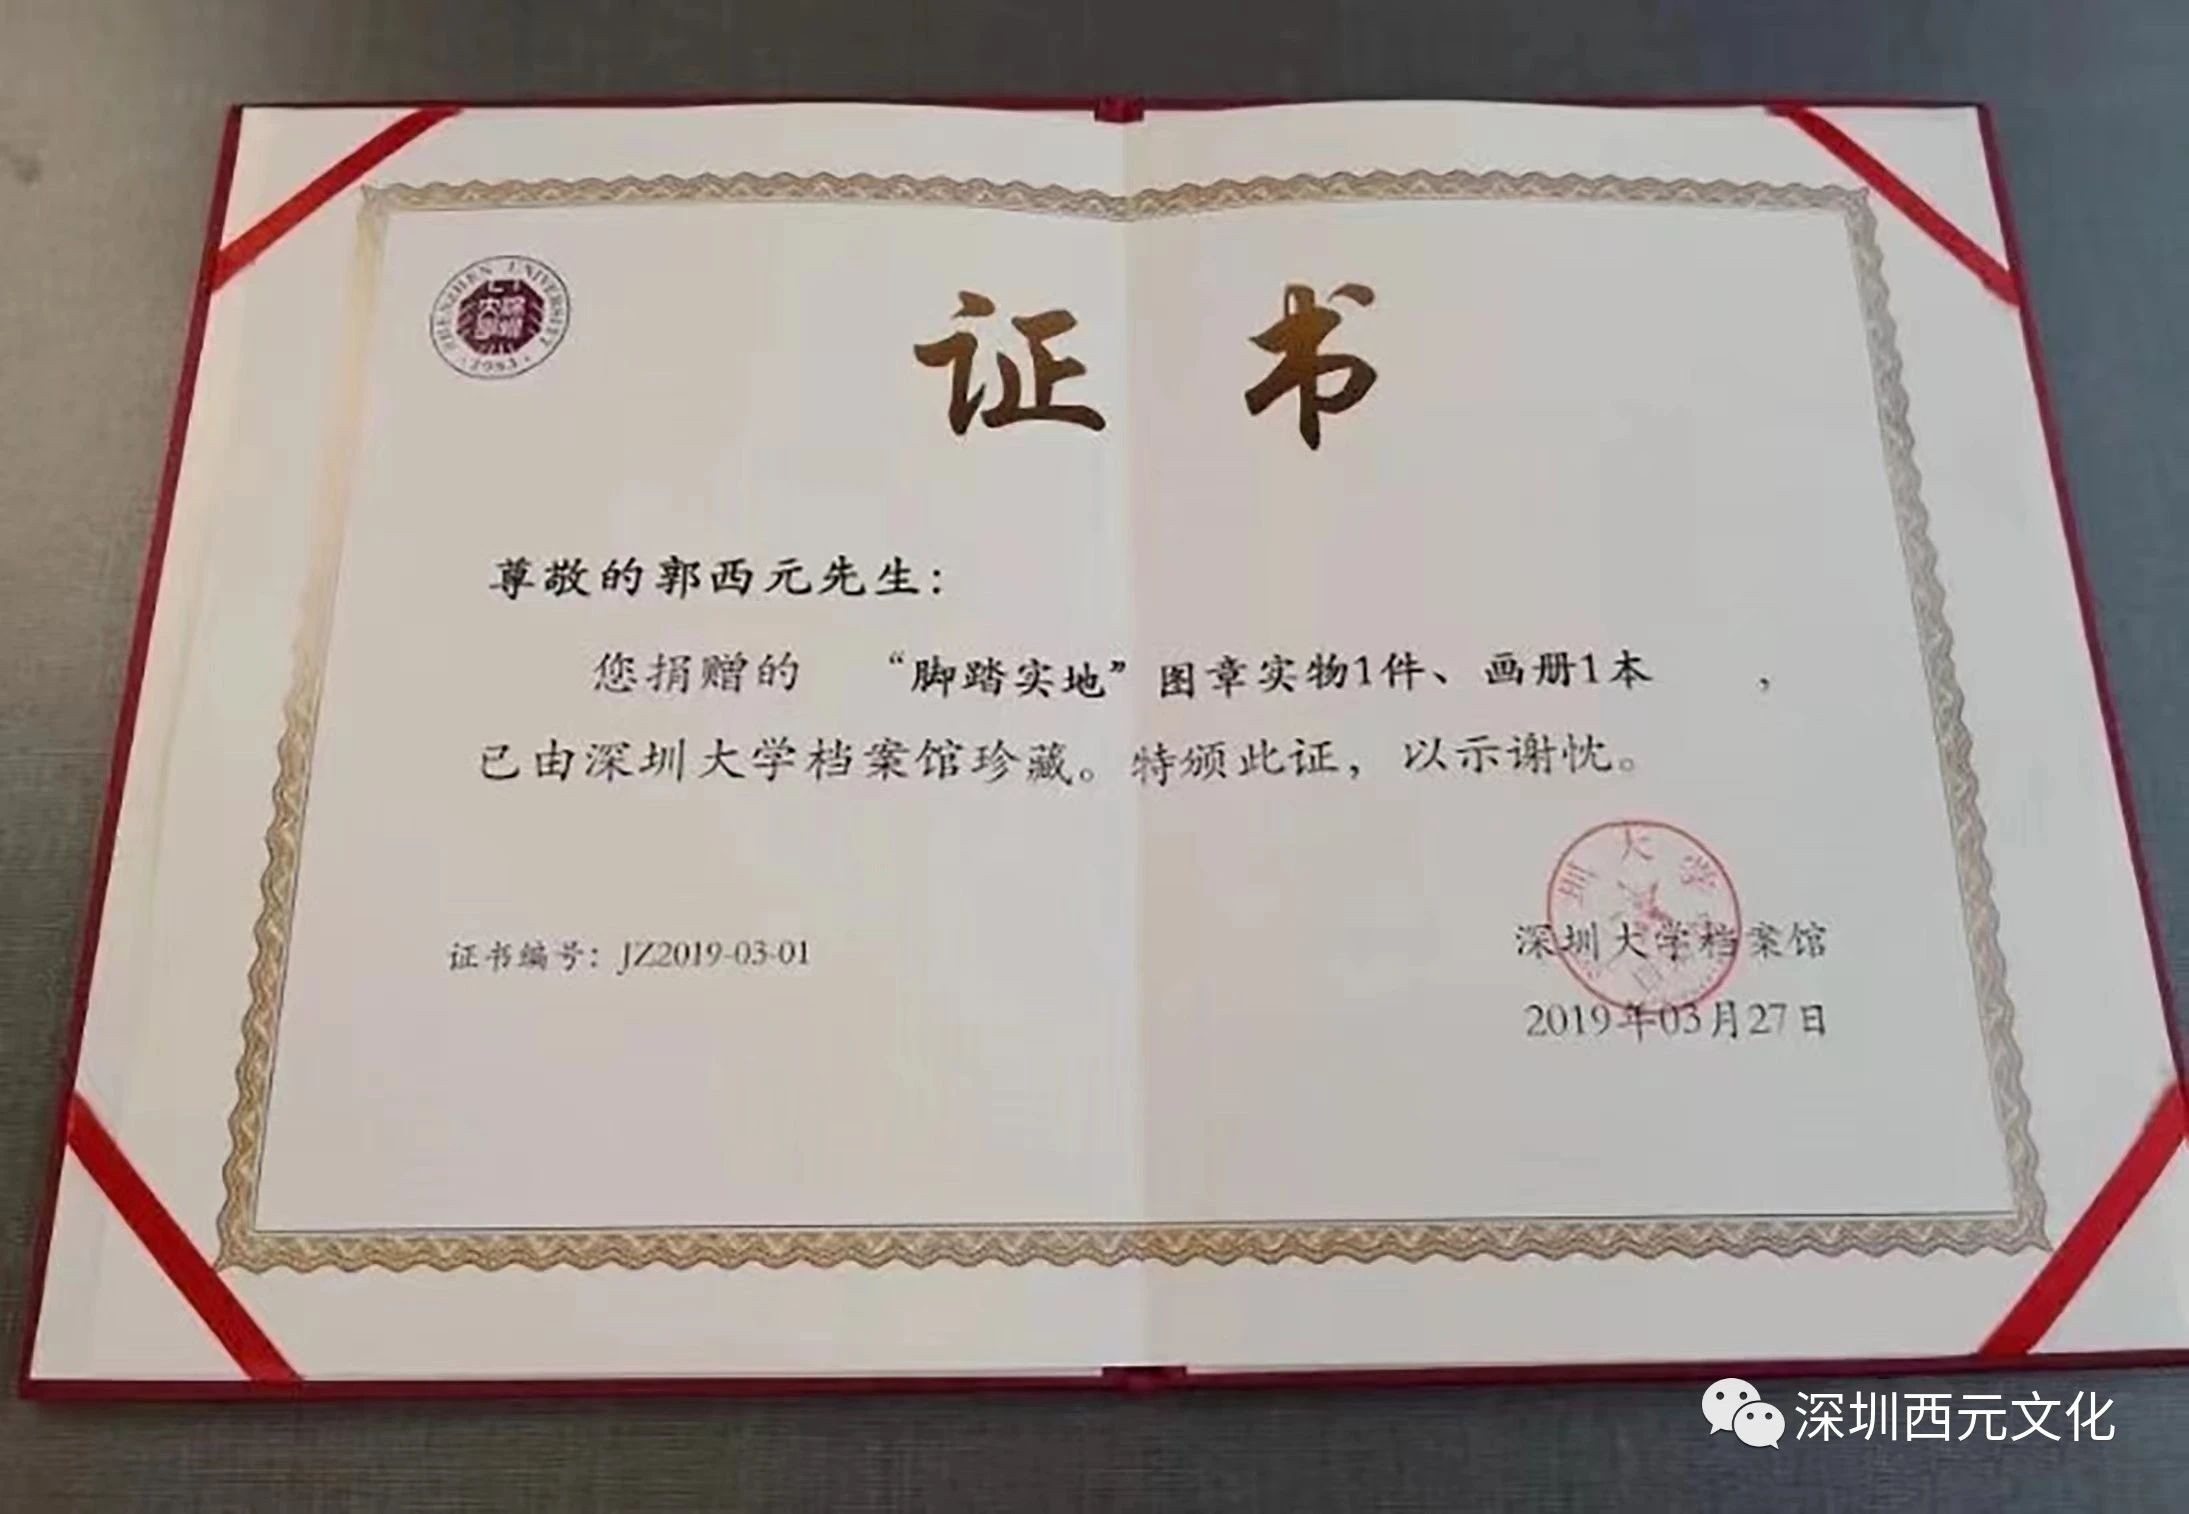 SHENZHEN UNIVERSITY
1983
证书
尊敬的郭西元先生：
您捐赠的 “脚踏实地”图章实物1件、画册1本 ，
已由深圳大学档案馆珍藏。特颁此证，以示谢忱。
证书编号：JZ2019-03-01
深圳大学档案馆
2019年03月27日
深圳西元文化